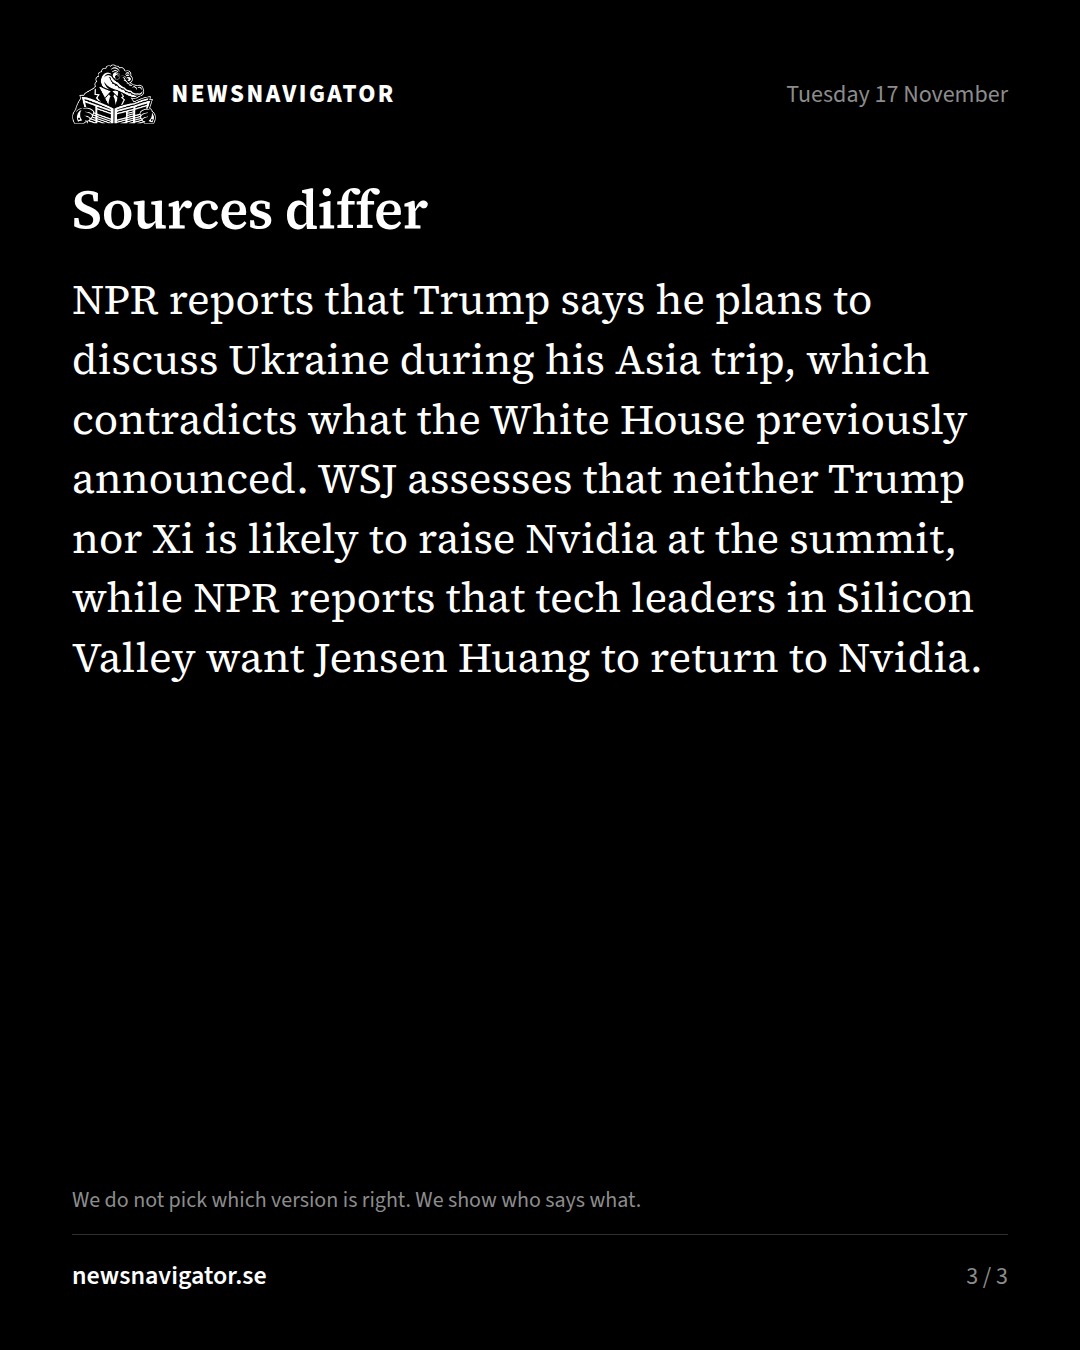 NEWSNAVIGATOR
Tuesday 17 November
Sources differ
NPR reports that Trump says he plans to
discuss Ukraine during his Asia trip, which
contradicts what the White House previously
announced. WSJ assesses that neither Trump
nor Xi is likely to raise Nvidia at the summit,
while NPR reports that tech leaders in Silicon
Valley want Jensen Huang to return to Nvidia.
We do not pick which version is right. We show who says what.
newsnavigator.se
3 / 3